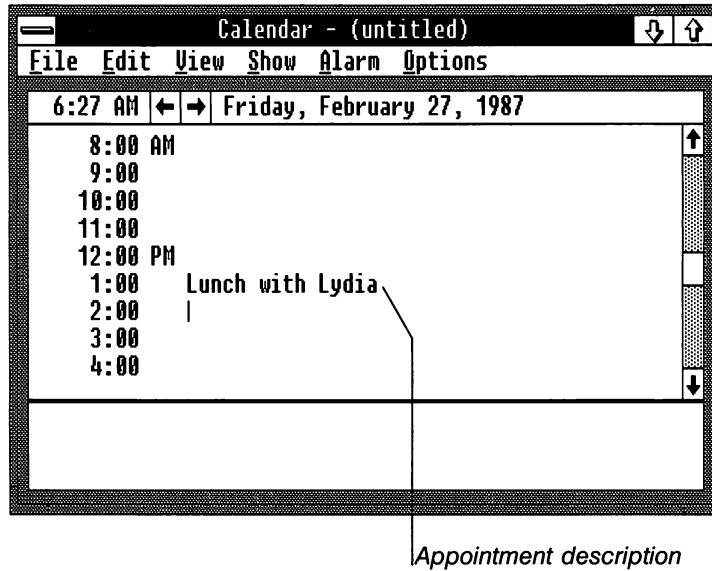 Calendar - (untitled)
File Edit View Show Alarm Options
6:27 AM Friday, February 27, 1987
8:00 AM
9:00
10:00
11:00
12:00 PM
1:00 Lunch with Lydia
2:00
3:00
4:00
Appointment description